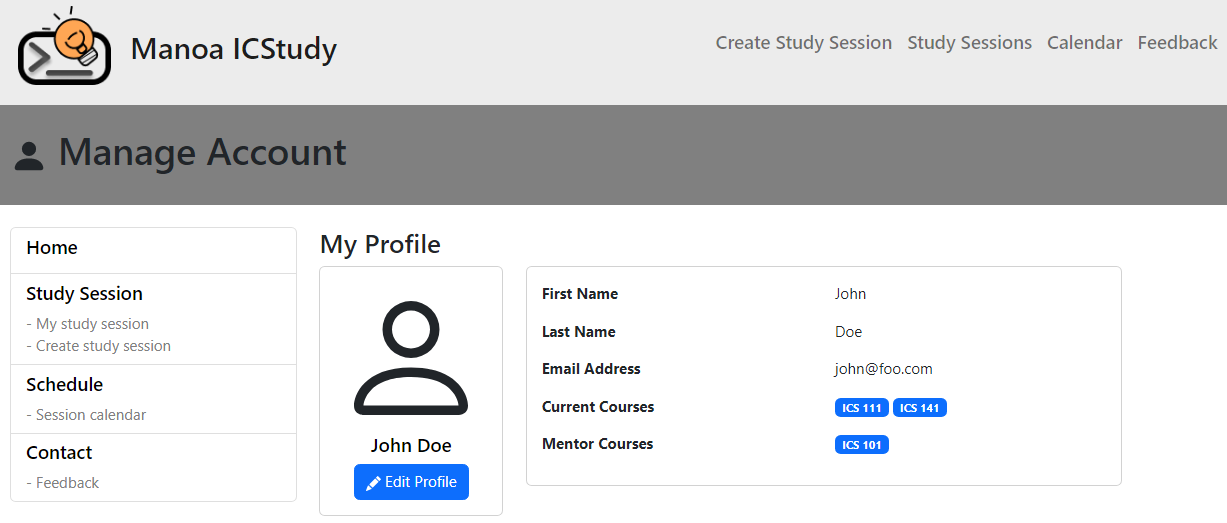 Manoa ICStudy
Create Study Session Study Sessions Calendar Feedback
Manage Account
Home
Study Session
- My study session
- Create study session
Schedule
- Session calendar
Contact
- Feedback
My Profile
John Doe
Edit Profile
First Name John
Last Name Doe
Email Address john@foo.com
Current Courses ICS 111 ICS 141
Mentor Courses ICS 101